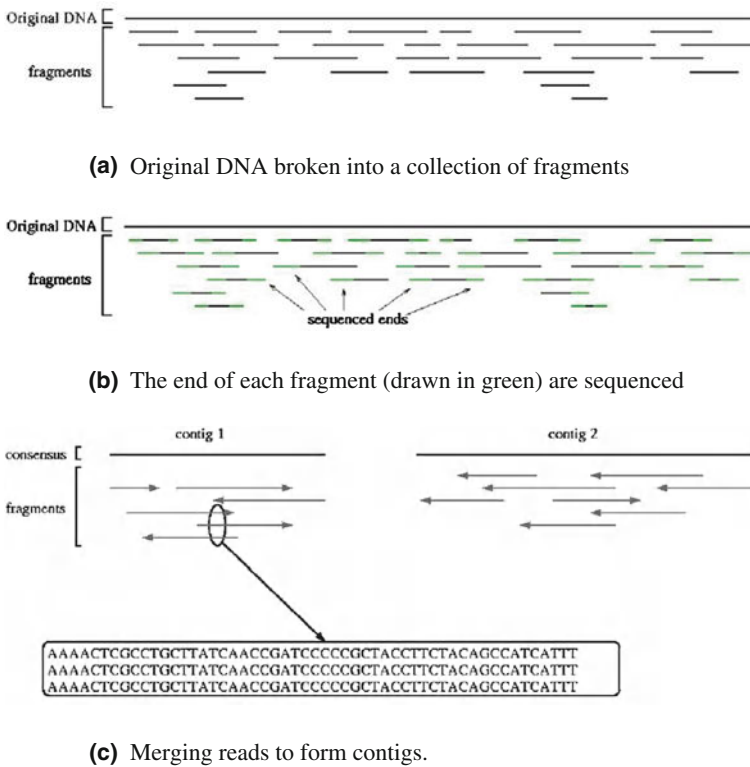 Original DNA
fragments
(a) Original DNA broken into a collection of fragments
Original DNA
fragments
sequenced ends
(b) The end of each fragment (drawn in green) are sequenced
contig 1
contig 2
consensus
fragments
AAAACTCGCCTGCTTATCAACCGATCCCCCGCTACCTTCTACAGCCATCATTT
AAAACTCGCCTGCTTATCAACCGATCCCCCGCTACCTTCTACAGCCATCATTT
AAAACTCGCCTGCTTATCAACCGATCCCCCGCTACCTTCTACAGCCATCATTT
(c) Merging reads to form contigs.